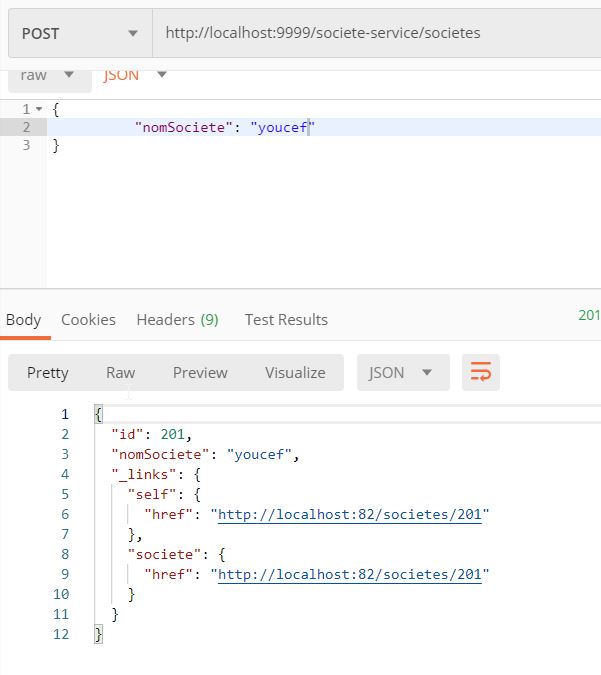 POST http://localhost:9999/societe-service/societes
raw JSON
1 {
2 "nomSociete": "youcef"
3 }
Body Cookies Headers (9) Test Results 201
Pretty Raw Preview Visualize JSON
1 {
2 "id": 201,
3 "nomSociete": "youcef",
4 "_links": {
5 "self": {
6 "href": "http://localhost:82/societes/201"
7 },
8 "societe": {
9 "href": "http://localhost:82/societes/201"
10 }
11 }
12 }